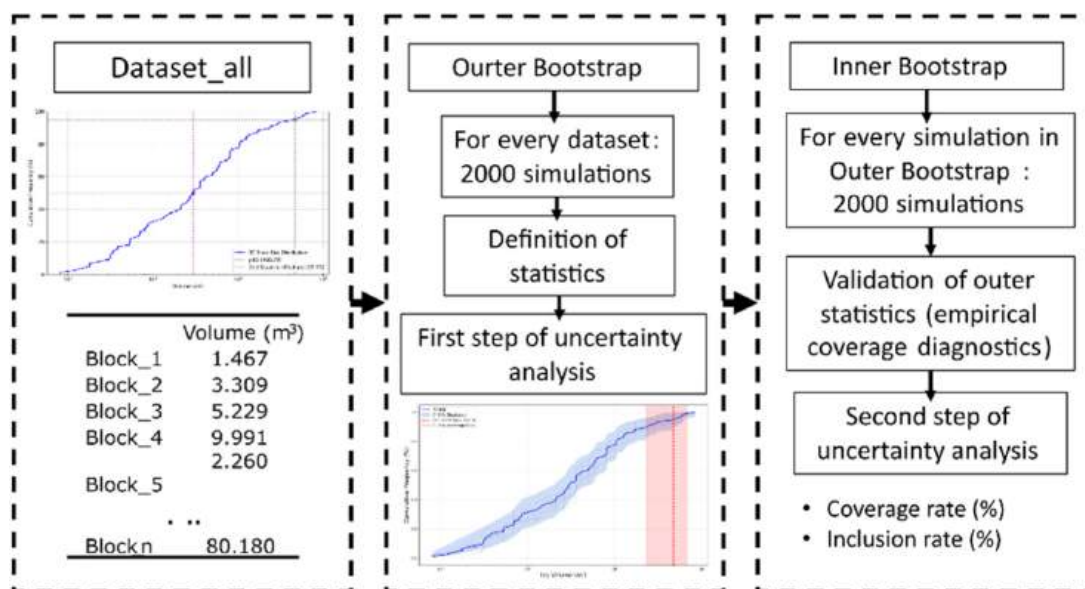 Dataset_all
Volume (m³)
Block_1 1.467
Block_2 3.309
Block_3 5.229
Block_4 9.991
2.260
Block_5
. ..
Block n 80.180
Ourter Bootstrap
For every dataset:
2000 simulations
Definition of
statistics
First step of uncertainty
analysis
Inner Bootstrap
For every simulation in
Outer Bootstrap :
2000 simulations
Validation of outer
statistics (empirical
coverage diagnostics)
Second step of
uncertainty analysis
• Coverage rate (%)
• Inclusion rate (%)